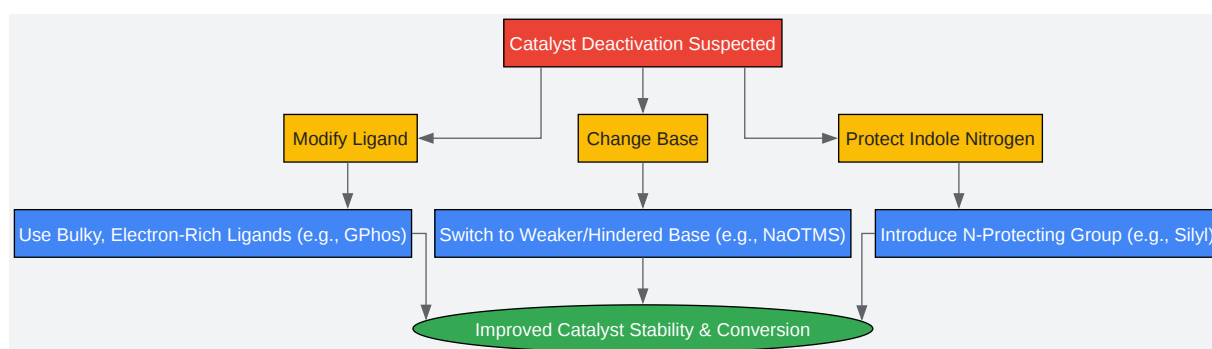 Catalyst Deactivation Suspected
Modify Ligand
Change Base
Protect Indole Nitrogen
Use Bulky, Electron-Rich Ligands (e.g., GPhos)
Switch to Weaker/Hindered Base (e.g., NaOTMS)
Introduce N-Protecting Group (e.g., Silyl)
Improved Catalyst Stability & Conversion